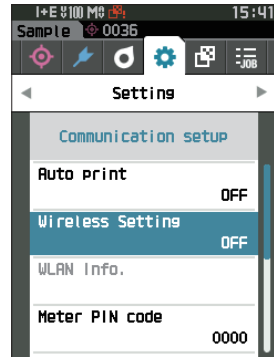 I+E 100 M0 15:41
Sample 0036
JOB
Setting
Communication setup
Auto print
OFF
Wireless Setting
OFF
WLAN Info.
Meter PIN code
0000